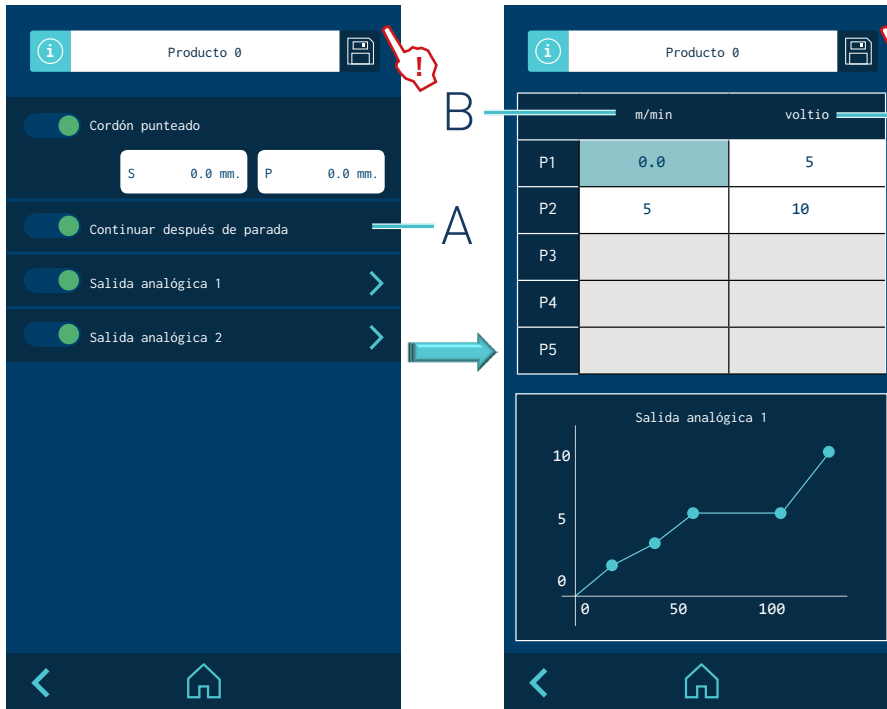 i
Producto 0
!
Cordón punteado
S 0.0 mm. P 0.0 mm.
Continuar después de parada
A
Salida analógica 1
Salida analógica 2
i
Producto 0
B
m/min voltio
P1 0.0 5
P2 5 10
P3
P4
P5
Salida analógica 1
10
5
0
0 50 100